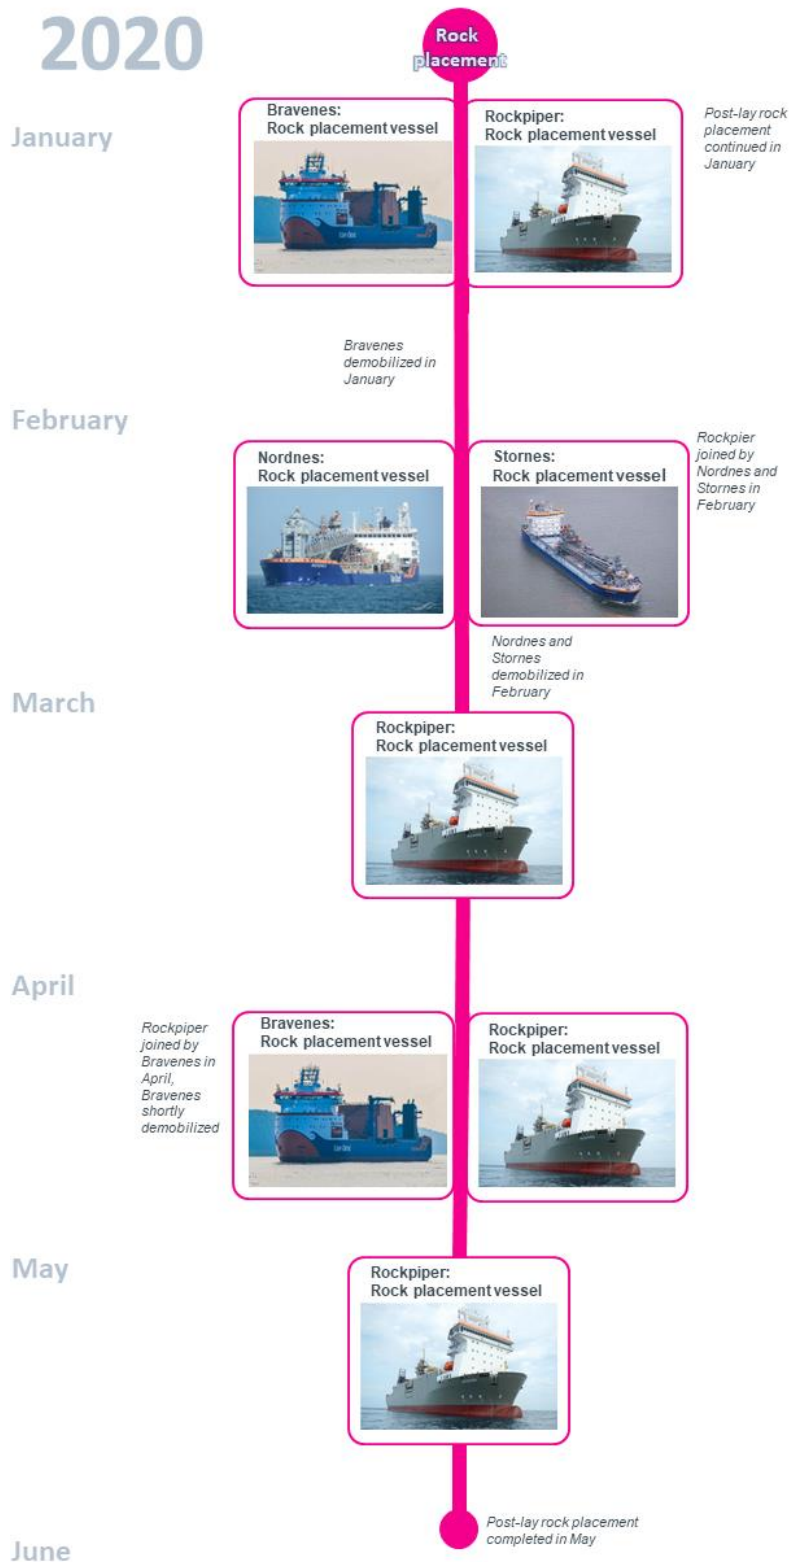 2020
Rock
placement
January
Bravenes:
Rock placement vessel
Rockpiper:
Rock placement vessel
Post-lay rock
placement
continued in
January
Bravenes
demobilized in
January
February
Nordnes:
Rock placement vessel
Stornes:
Rock placement vessel
Rockpier
joined by
Nordnes and
Stornes in
February
Nordnes and
Stornes
demobilized in
February
March
Rockpiper:
Rock placement vessel
April
Rockpiper
joined by
Bravenes in
April,
Bravenes
shortly
demobilized
Bravenes:
Rock placement vessel
Rockpiper:
Rock placement vessel
May
Rockpiper:
Rock placement vessel
Post-lay rock placement
completed in May
June